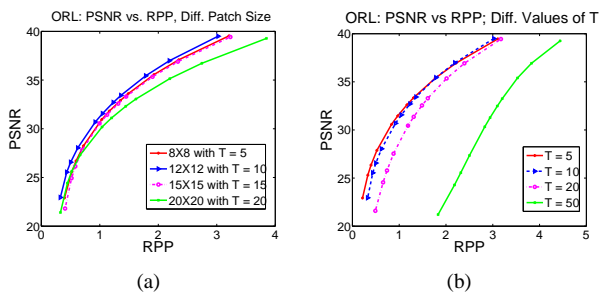 ORL: PSNR vs. RPP, Diff. Patch Size
PSNR
40
35
30
25
20
0 1 2 3 4
RPP
8X8 with T = 5
12X12 with T = 10
15X15 with T = 15
20X20 with T = 20
(a)
ORL: PSNR vs RPP; Diff. Values of T
PSNR
40
35
30
25
20
0 1 2 3 4 5
RPP
T = 5
T = 10
T = 20
T = 50
(b)